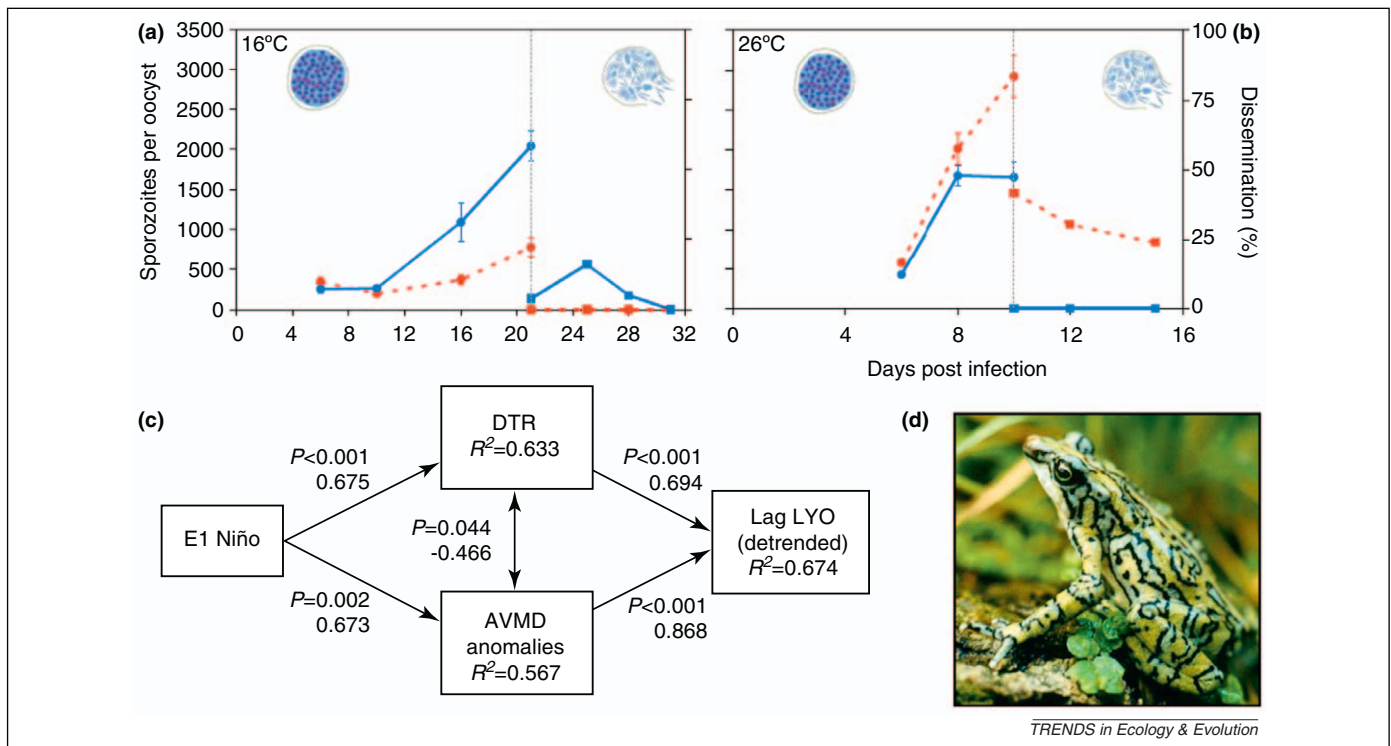 (a)
16ºC
Sporozoites per oocyst
3500
3000
2500
2000
1500
1000
500
0
0 4 8 12 16 20 24 28 32
26ºC
(b)
100
75
50
25
0
Dissemination (%)
0 4 8 12 16
Days post infection
(c)
E1 Niño
P<0.001
0.675
P=0.002
0.673
DTR
R²=0.633
P=0.044
-0.466
AVMD
anomalies
R²=0.567
P<0.001
0.694
P<0.001
0.868
Lag LYO
(detrended)
R²=0.674
(d)
TRENDS in Ecology & Evolution